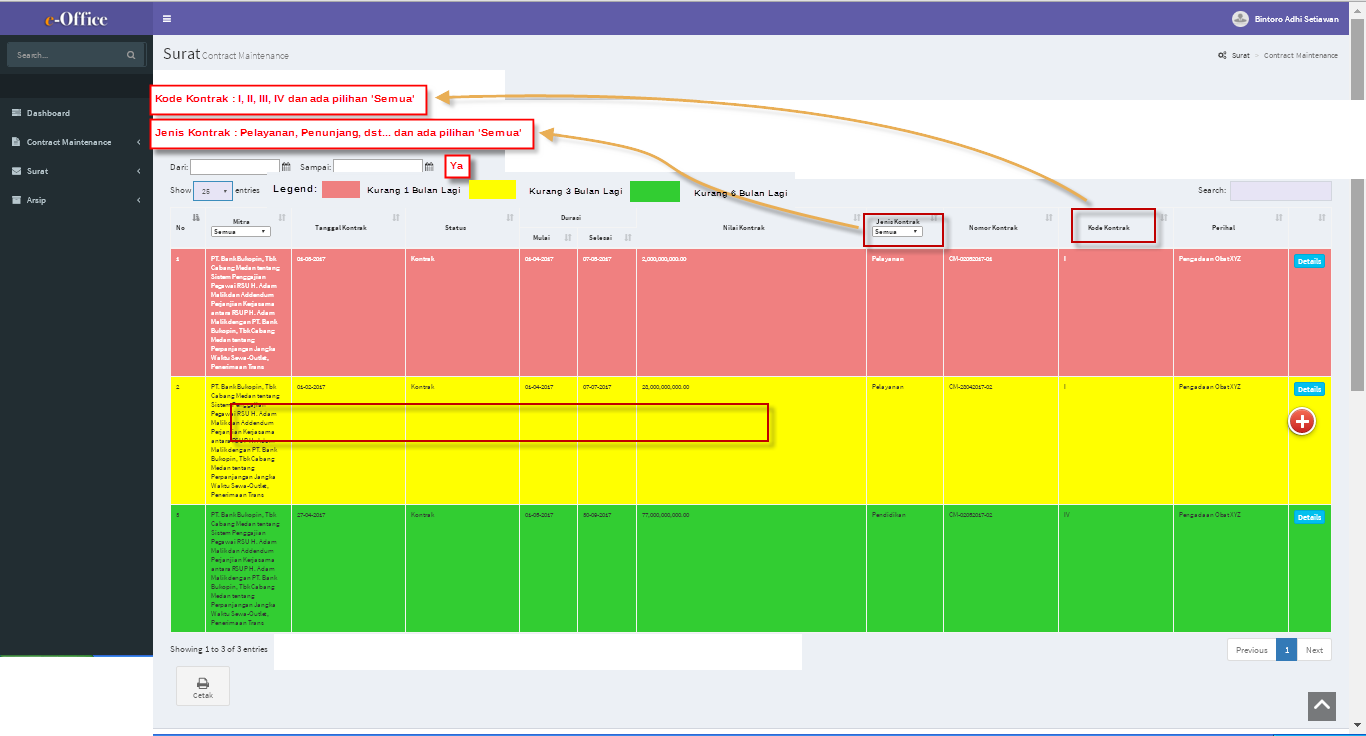 e-Office
Bintoro Adhi Setiawan
Search...
Surat Contract Maintenance
Surat > Contract Maintenance
Kode Kontrak : I, II, III, IV dan ada pilihan 'Semua'
Dashboard
Jenis Kontrak : Pelayanan, Penunjang, dst... dan ada pilihan 'Semua'
Contract Maintenance
Surat
Arsip
Dari: Sampai: Ya
Show 25 entries Legend: Kurang 1 Bulan Lagi Kurang 3 Bulan Lagi Kurang 6 Bulan Lagi Search:
No Mitra Tanggal Kontrak Status Durasi Nilai Kontrak Jenis Kontrak Nomor Kontrak Kode Kontrak Perihal
Semua Mulai Selesai Semua
1 PT. Bank Bukopin, Tbk 01-03-2017 Kontrak 01-04-2017 07-05-2017 2,000,000,000.00 Pelayanan CM-02052017-01 I Pengadaan Obat XYZ Details
Cabang Medan tentang
Sistem Penggajian
Pegawai RSU H. Adam
Malik dan Addendum
Perjanjian Kerjasama
antara RSUP H. Adam
Malik dengan PT. Bank
Bukopin, Tbk Cabang
Medan tentang
Perpanjangan Jangka
Waktu Sewa-Outlet,
Penerimaan Trans
2 PT. Bank Bukopin, Tbk 01-02-2017 Kontrak 01-04-2017 07-07-2017 23,000,000,000.00 Pelayanan CM-28042017-02 I Pengadaan Obat XYZ Details
Cabang Medan tentang
Sistem Penggajian
Pegawai RSU H. Adam
Malik dan Addendum
Perjanjian Kerjasama
antara RSUP H. Adam
Malik dengan PT. Bank
Bukopin, Tbk Cabang
Medan tentang
Perpanjangan Jangka
Waktu Sewa-Outlet,
Penerimaan Trans
3 PT. Bank Bukopin, Tbk 27-04-2017 Kontrak 01-05-2017 30-09-2017 77,000,000,000.00 Pendidikan CM-02052017-02 IV Pengadaan Obat XYZ Details
Cabang Medan tentang
Sistem Penggajian
Pegawai RSU H. Adam
Malik dan Addendum
Perjanjian Kerjasama
antara RSUP H. Adam
Malik dengan PT. Bank
Bukopin, Tbk Cabang
Medan tentang
Perpanjangan Jangka
Waktu Sewa-Outlet,
Penerimaan Trans
Showing 1 to 3 of 3 entries Previous 1 Next
Cetak